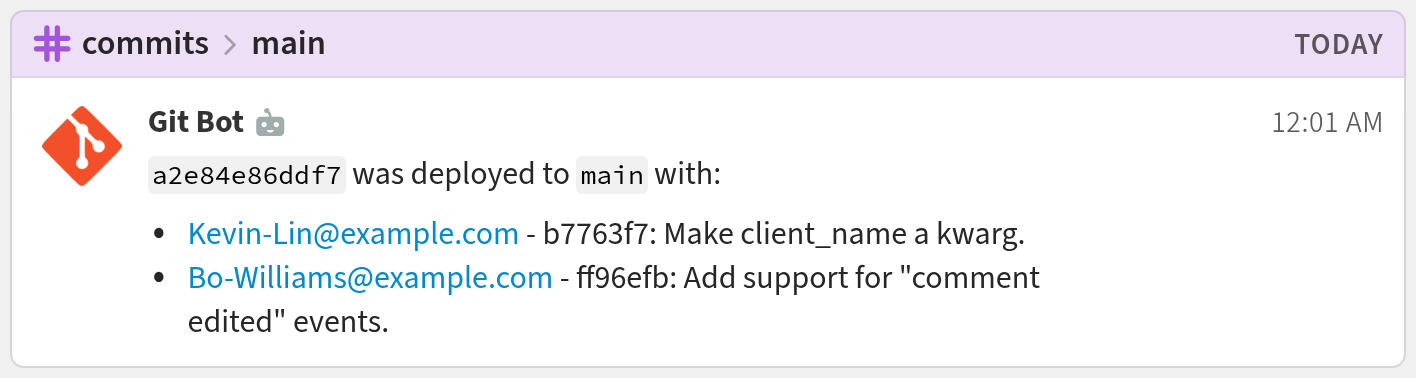 commits > main TODAY
Git Bot 12:01 AM
a2e84e86ddf7 was deployed to main with:
• Kevin-Lin@example.com - b7763f7: Make client_name a kwarg.
• Bo-Williams@example.com - ff96efb: Add support for "comment
edited" events.